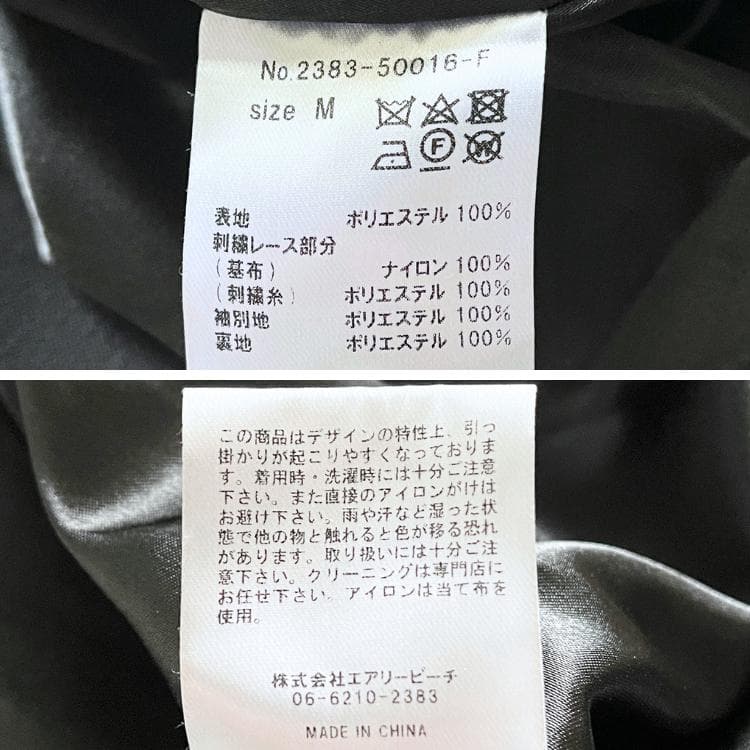 No.2383-50016-F
size M
F
W
表地 ポリエステル 100%
刺繍レース部分
(基布) ナイロン 100%
(刺繍糸) ポリエステル 100%
袖別地 ポリエステル 100%
裏地 ポリエステル 100%
この商品はデザインの特性上、引っ
掛かりが起こりやすくなっておりま
す。着用時・洗濯時には十分ご注意
下さい。また直接のアイロンがけは
お避け下さい。雨や汗など湿った状
態で他の物と触れると色が移る恐れ
があります。取り扱いには十分ご注
意下さい。クリーニングは専門店に
お任せ下さい。アイロンは当て布を
使用。
株式会社エアリービーチ
06-6210-2383
MADE IN CHINA